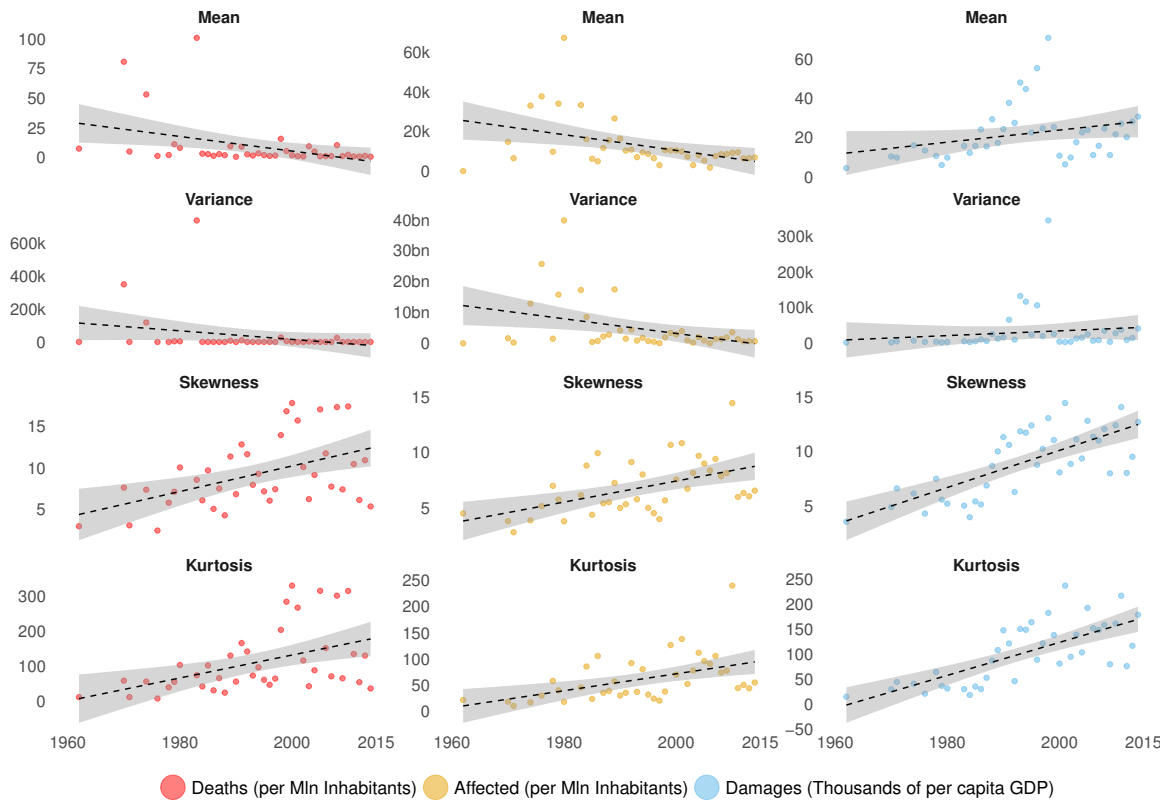 Mean Mean Mean
100
75
50
25
0
60k
40k
20k
0
60
40
20
0
Variance Variance Variance
600k
400k
200k
0
40bn
30bn
20bn
10bn
0
300k
200k
100k
0
Skewness Skewness Skewness
15
10
5
15
10
5
15
10
5
Kurtosis Kurtosis Kurtosis
300
200
100
0
250
200
150
100
50
0
250
200
150
100
50
0
−50
1960 1980 2000 2015 1960 1980 2000 2015 1960 1980 2000 2015
Deaths (per Mln Inhabitants) Affected (per Mln Inhabitants) Damages (Thousands of per capita GDP)